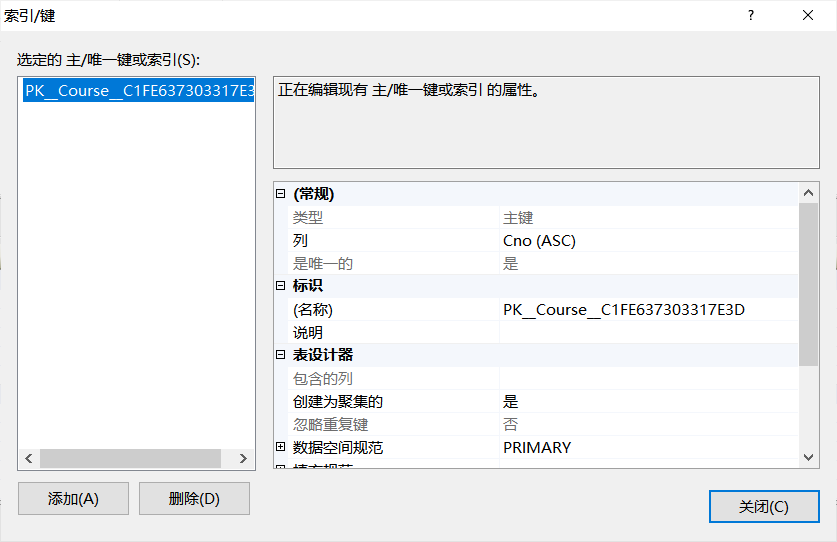 索引/键
选定的 主/唯一键或索引(S):
PK__Course__C1FE637303317E3
正在编辑现有 主/唯一键或索引 的属性。
(常规)
类型 主键
列 Cno (ASC)
是唯一的 是
标识
(名称) PK__Course__C1FE637303317E3D
说明
表设计器
包含的列
创建为聚集的 是
忽略重复键 否
数据空间规范 PRIMARY
添加(A) 删除(D)
关闭(C)